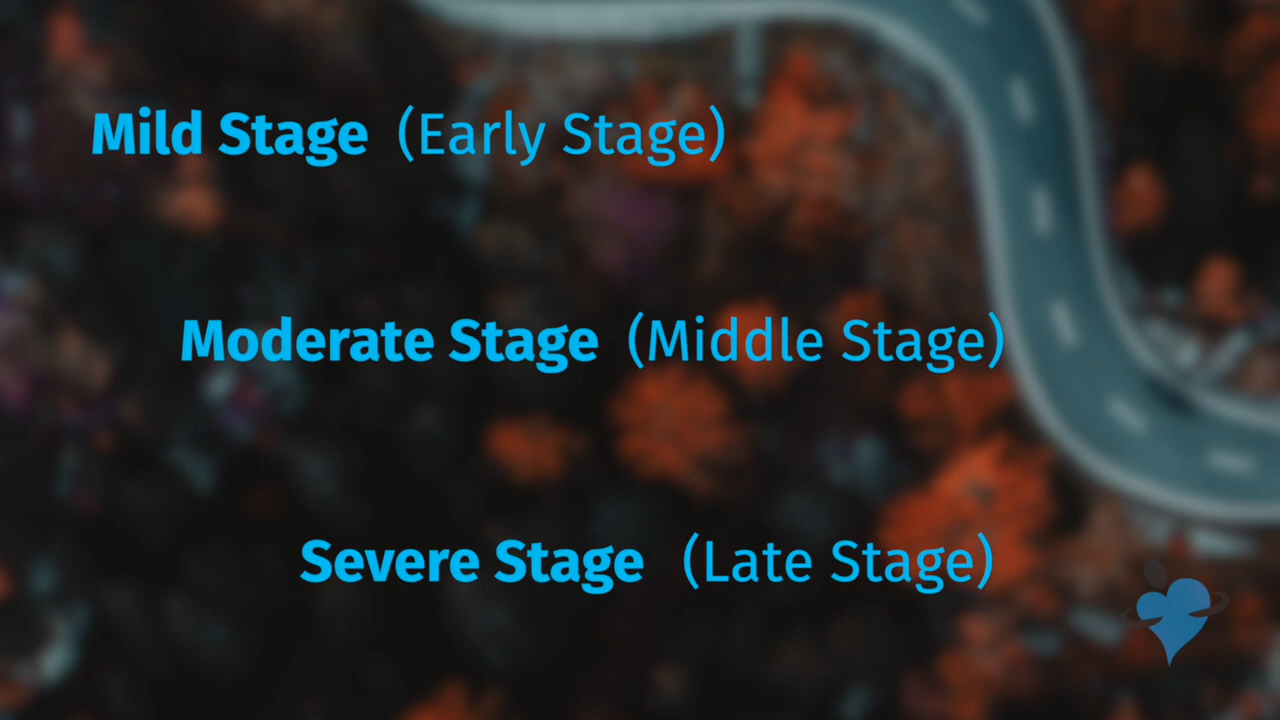 Mild Stage (Early Stage)
Moderate Stage (Middle Stage)
Severe Stage (Late Stage)